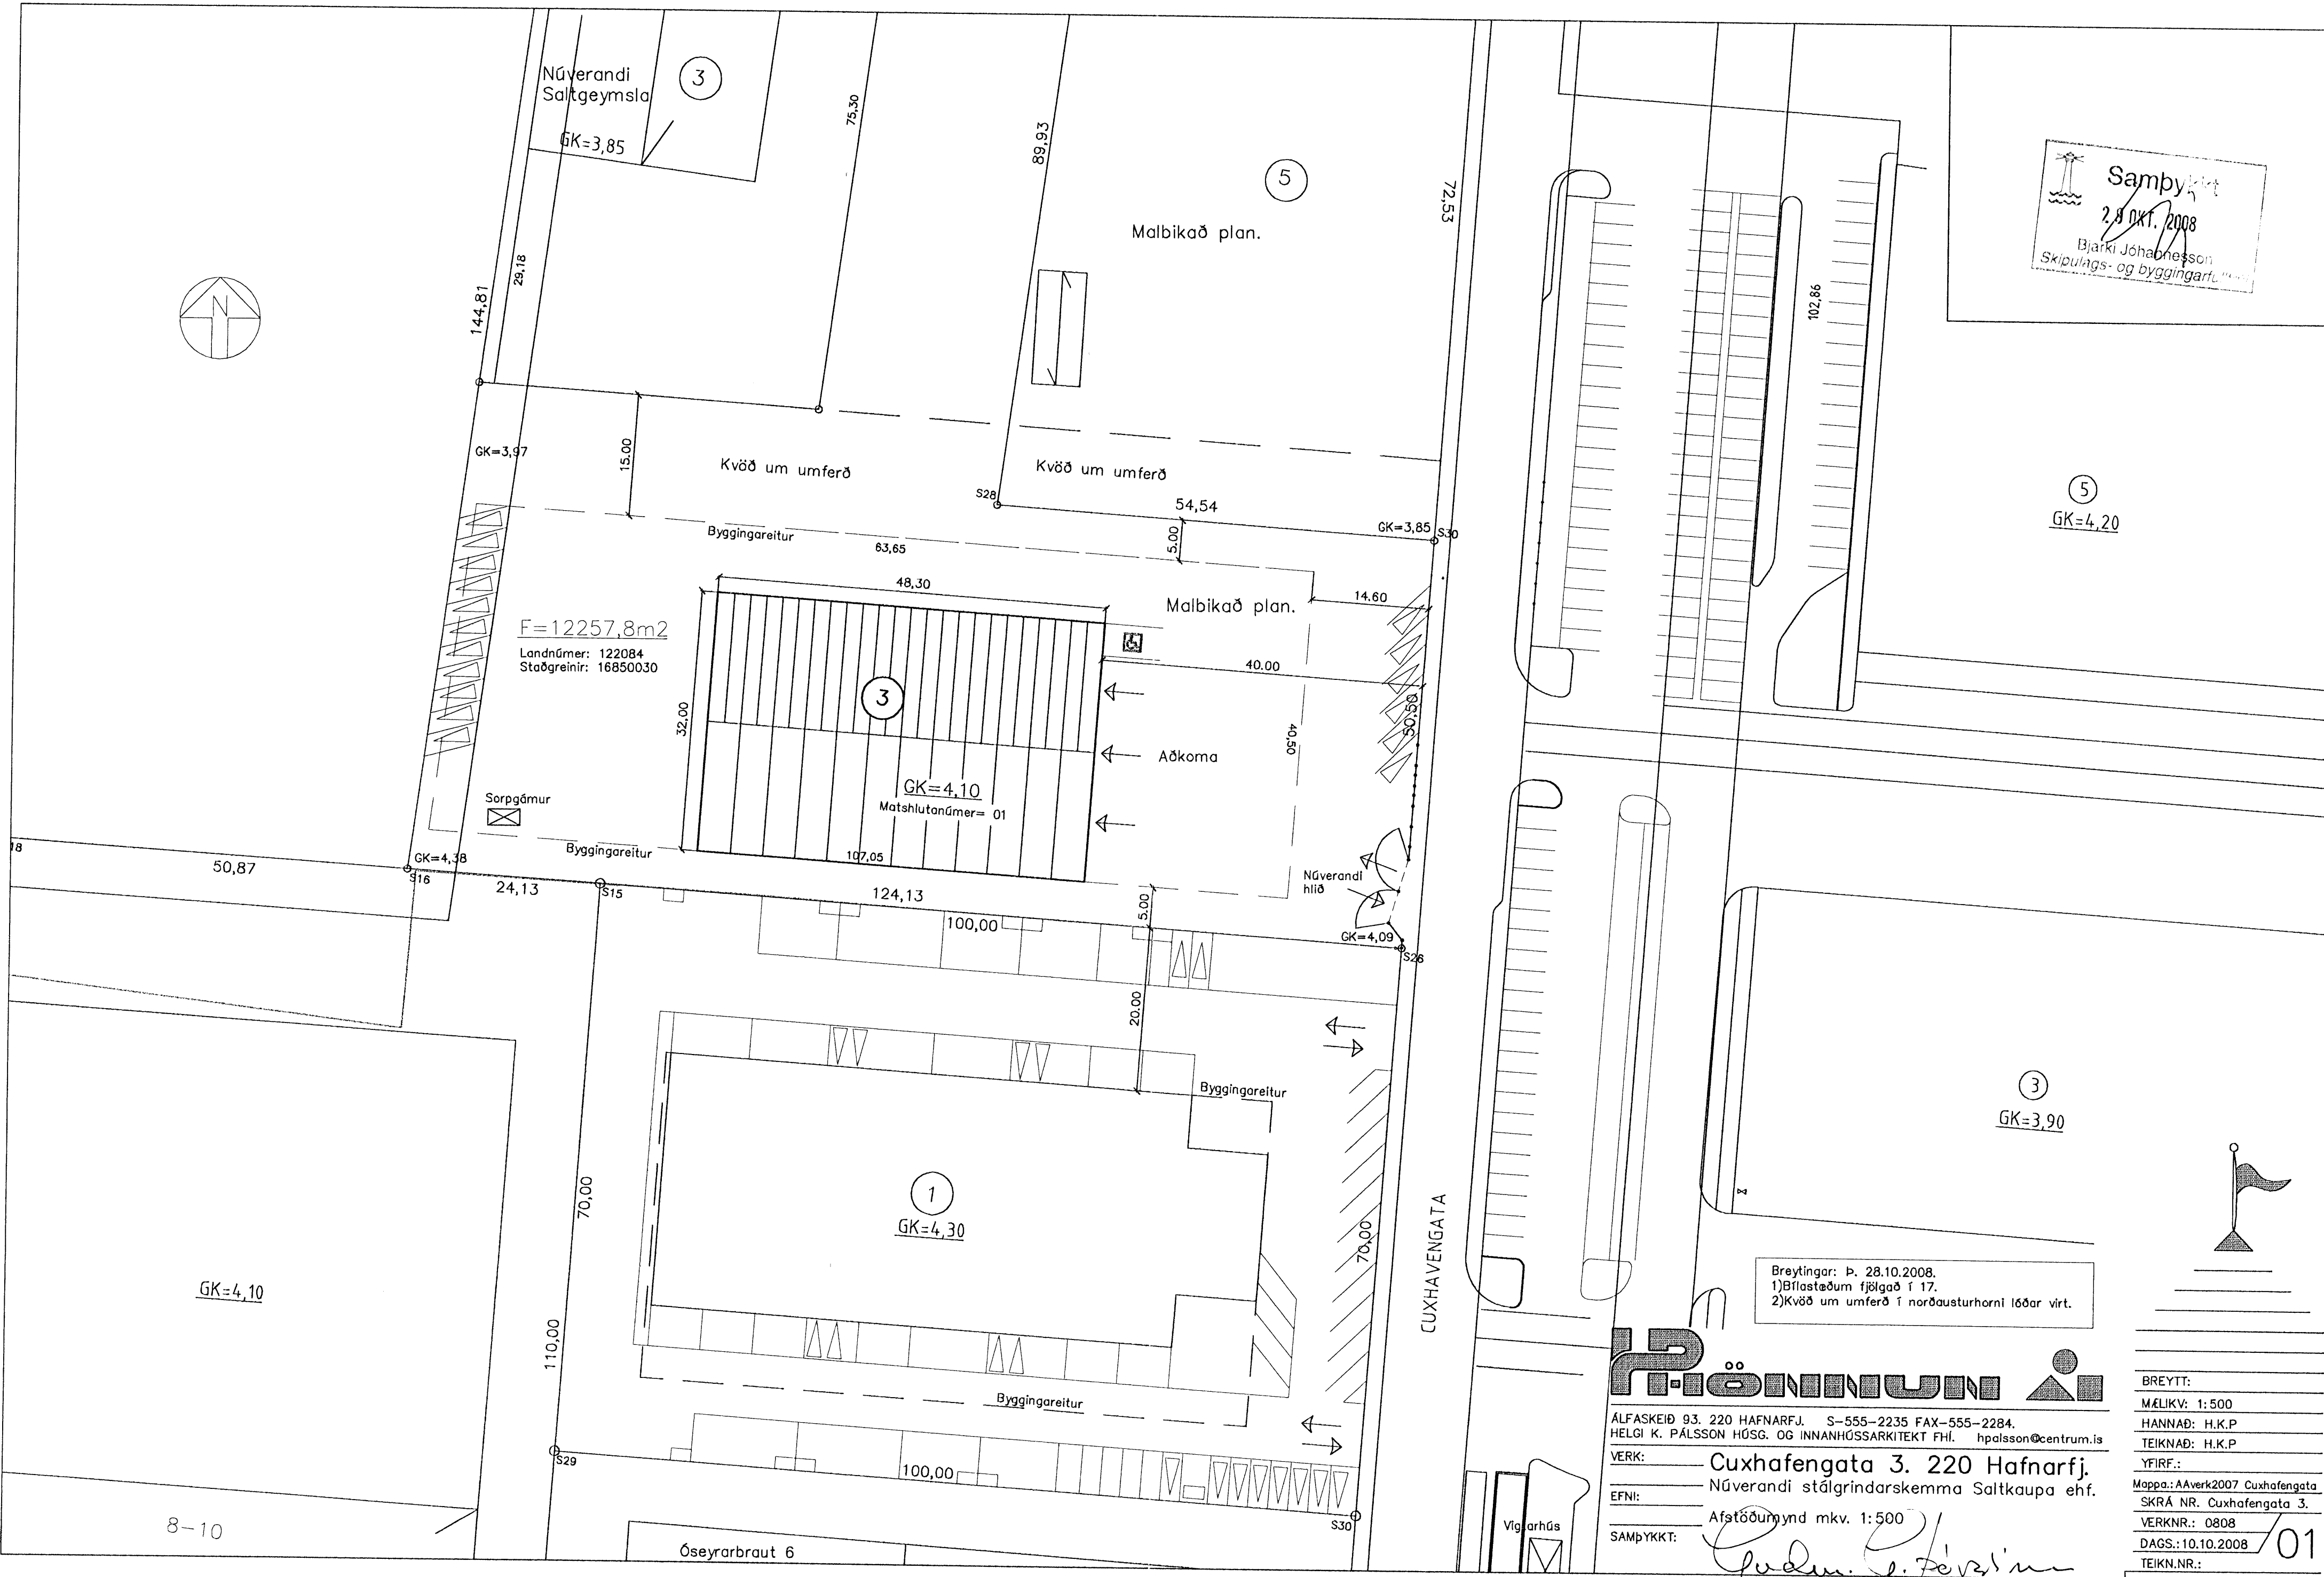 Núverandi
Saltgeymsla
3
GK=3,85
75,30
89,93
5
72,53
Malbikað plan.
29,18
144,81
N
102,86
28 OKT. 2008
Bjarki Jóhannesson
Skipulags- og
GK=3,97
15.00
Kvöð um umferð
Kvöð um umferð
S28
54,54
GK=3,85
S30
5.00
Byggingareitur
63,65
5
GK=4,20
48,30
Malbikað plan.
14.60
F=12257,8m2
Landnúmer: 122084
Staðgreinir: 16850030
40.00
3
32.00
50,50
40,50
Aðkoma
GK=4,10
Matshlutanúmer= 01
Sorpgámur
Byggingareitur
107,05
18
50,87
GK=4,38
S16
24,13
S15
124,13
100,00
5.00
Núverandi
hlið
GK=4,09
S26
20.00
Byggingareitur
3
GK=3,90
1
GK=4,30
70,00
70,00
CUXHAVENGATA
GK=4,10
110,00
Byggingareitur
S29
100,00
S30
8-10
Óseyrarbraut 6
Breytingar: Þ. 28.10.2008.
1)Bílastæðum fjölgað í 17.
2)Kvöð um umferð í norðausturhorni lóðar virt.
HÖNNUN
ÁLFASKEIÐ 93. 220 HAFNARFJ. S-555-2235 FAX-555-2284.
HELGI K. PÁLSSON HÚSG. OG INNANHÚSSARKITEKT FHÍ. hpalsson@centrum.is
VERK: Cuxhafengata 3. 220 Hafnarfj.
Núverandi stálgrindarskemma Saltkaupa ehf.
EFNI:
Afstöðumynd mkv. 1:500
SAMÞYKKT:
BREYTT:
MÆLIKV: 1:500
HANNAÐ: H.K.P
TEIKNAÐ: H.K.P
YFIRF.:
Mappa.: AAverk2007 Cuxhafengata
SKRÁ NR. Cuxhafengata 3.
VERKNR.: 0808
DAGS.: 10.10.2008
01
TEIKN.NR.: